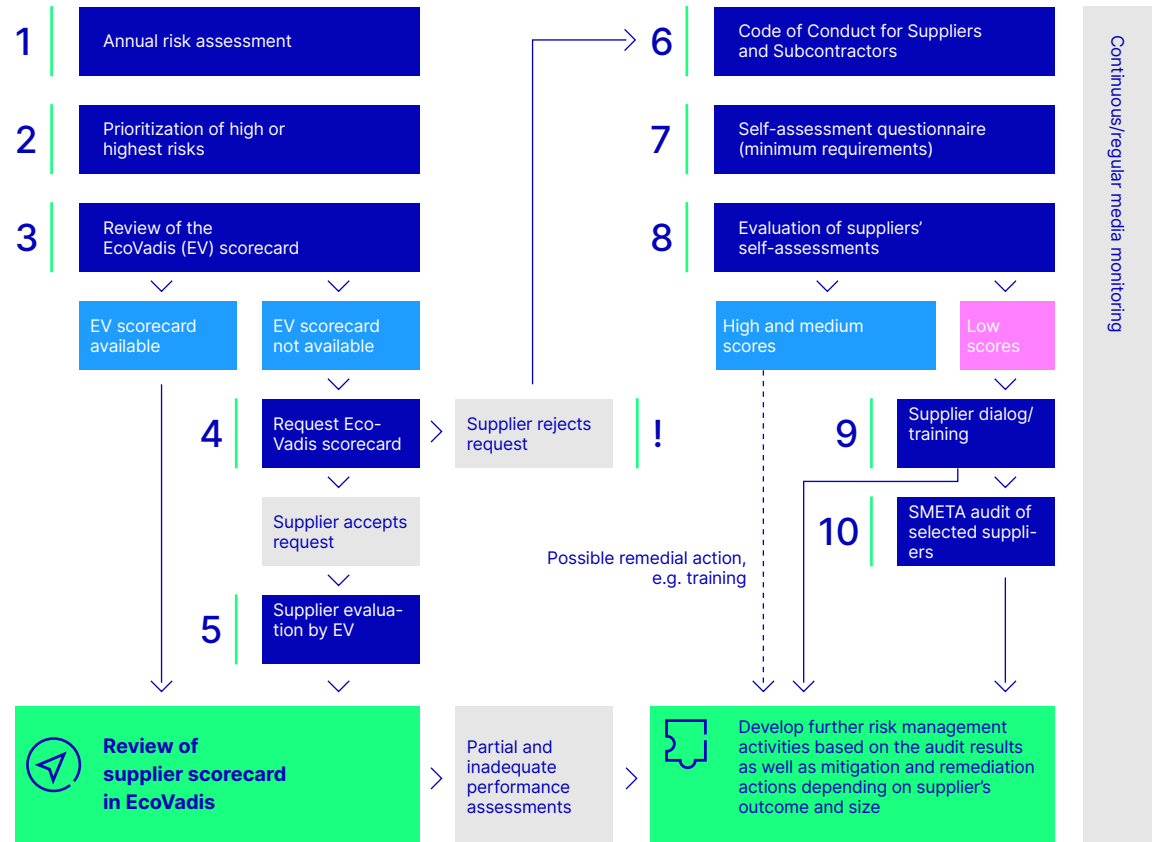 1
Annual risk assessment
2
Prioritization of high or
highest risks
3
Review of the
EcoVadis (EV) scorecard
EV scorecard
available
EV scorecard
not available
4
Request Eco-
Vadis scorecard
Supplier rejects
request
!
Supplier accepts
request
5
Supplier evalua-
tion by EV
6
Code of Conduct for Suppliers
and Subcontractors
7
Self-assessment questionnaire
(minimum requirements)
8
Evaluation of suppliers’
self-assessments
High and medium
scores
Low
scores
9
Supplier dialog/
training
10
SMETA audit of
selected suppli-
ers
Possible remedial action,
e.g. training
Review of
supplier scorecard
in EcoVadis
Partial and
inadequate
performance
assessments
Develop further risk management
activities based on the audit results
as well as mitigation and remediation
actions depending on supplier’s
outcome and size
Continuous/regular media monitoring